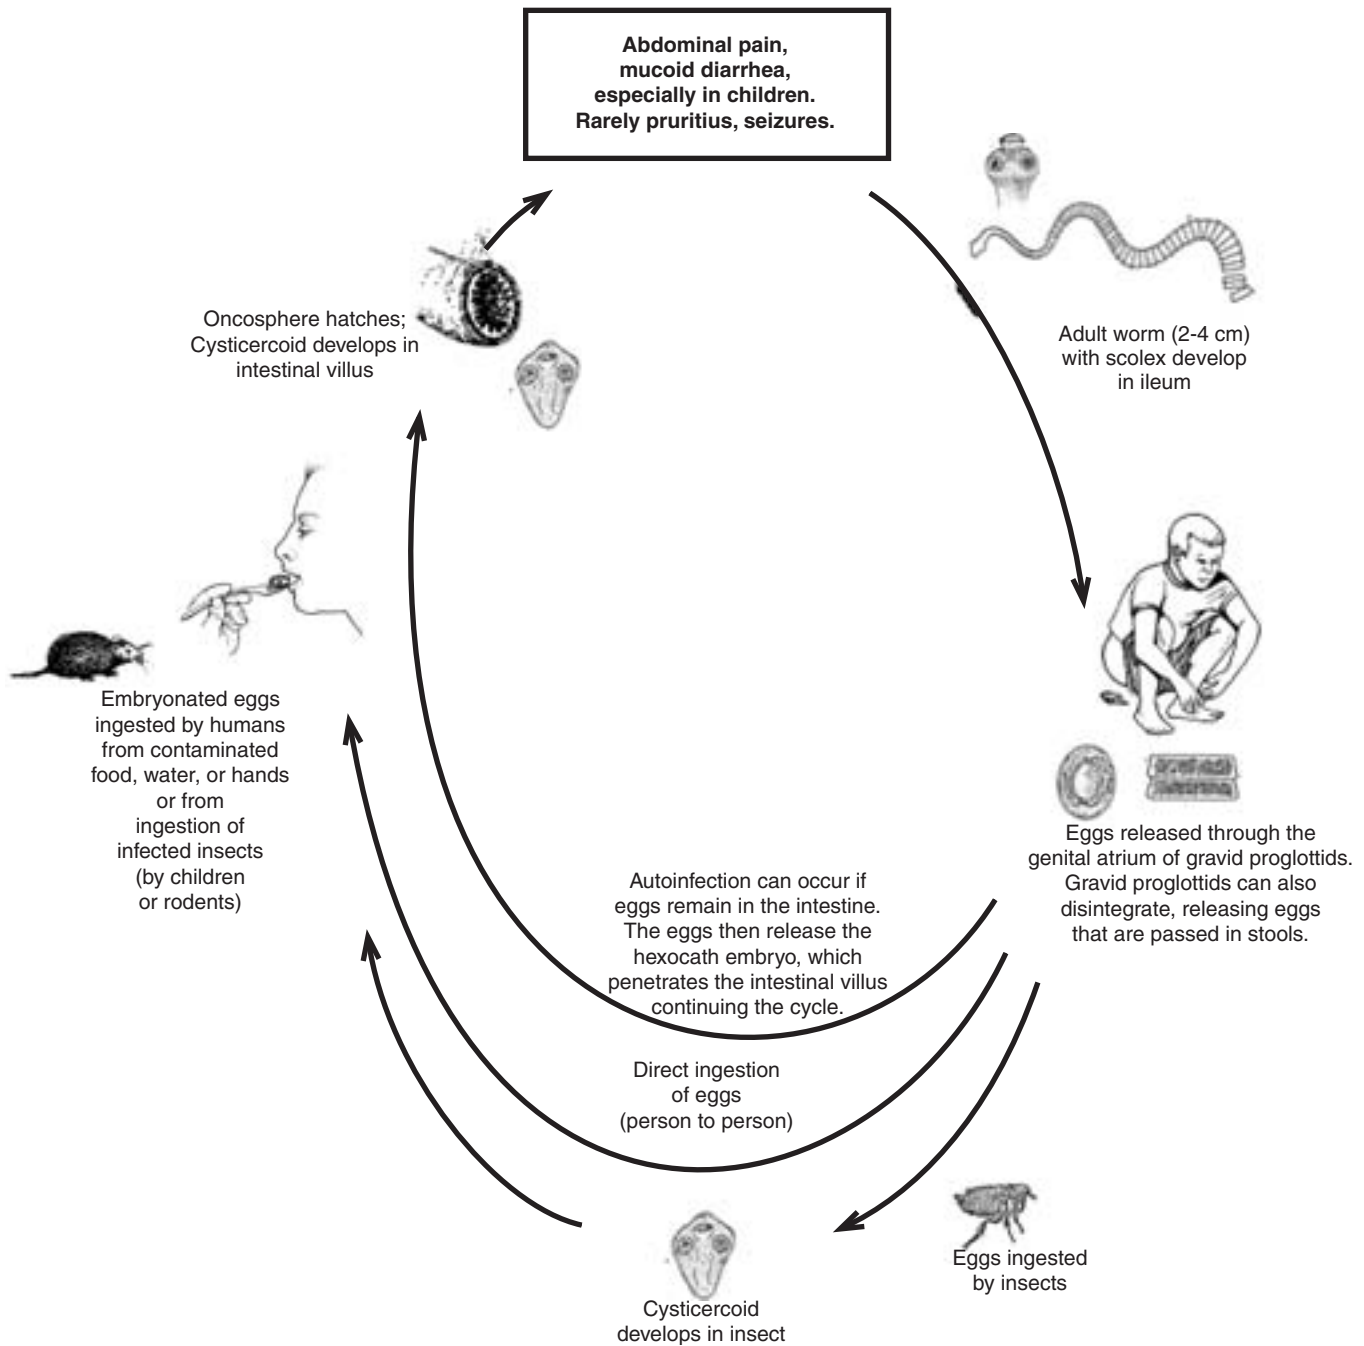 Abdominal pain,
mucoid diarrhea,
especially in children.
Rarely pruritius, seizures.
Adult worm (2-4 cm)
with scolex develop
in ileum
Oncosphere hatches;
Cysticercoid develops in
intestinal villus
Embryonated eggs
ingested by humans
from contaminated
food, water, or hands
or from
ingestion of
infected insects
(by children
or rodents)
Eggs released through the
genital atrium of gravid proglottids.
Gravid proglottids can also
disintegrate, releasing eggs
that are passed in stools.
Autoinfection can occur if
eggs remain in the intestine.
The eggs then release the
hexocath embryo, which
penetrates the intestinal villus
continuing the cycle.
Direct ingestion
of eggs
(person to person)
Eggs ingested
by insects
Cysticercoid
develops in insect